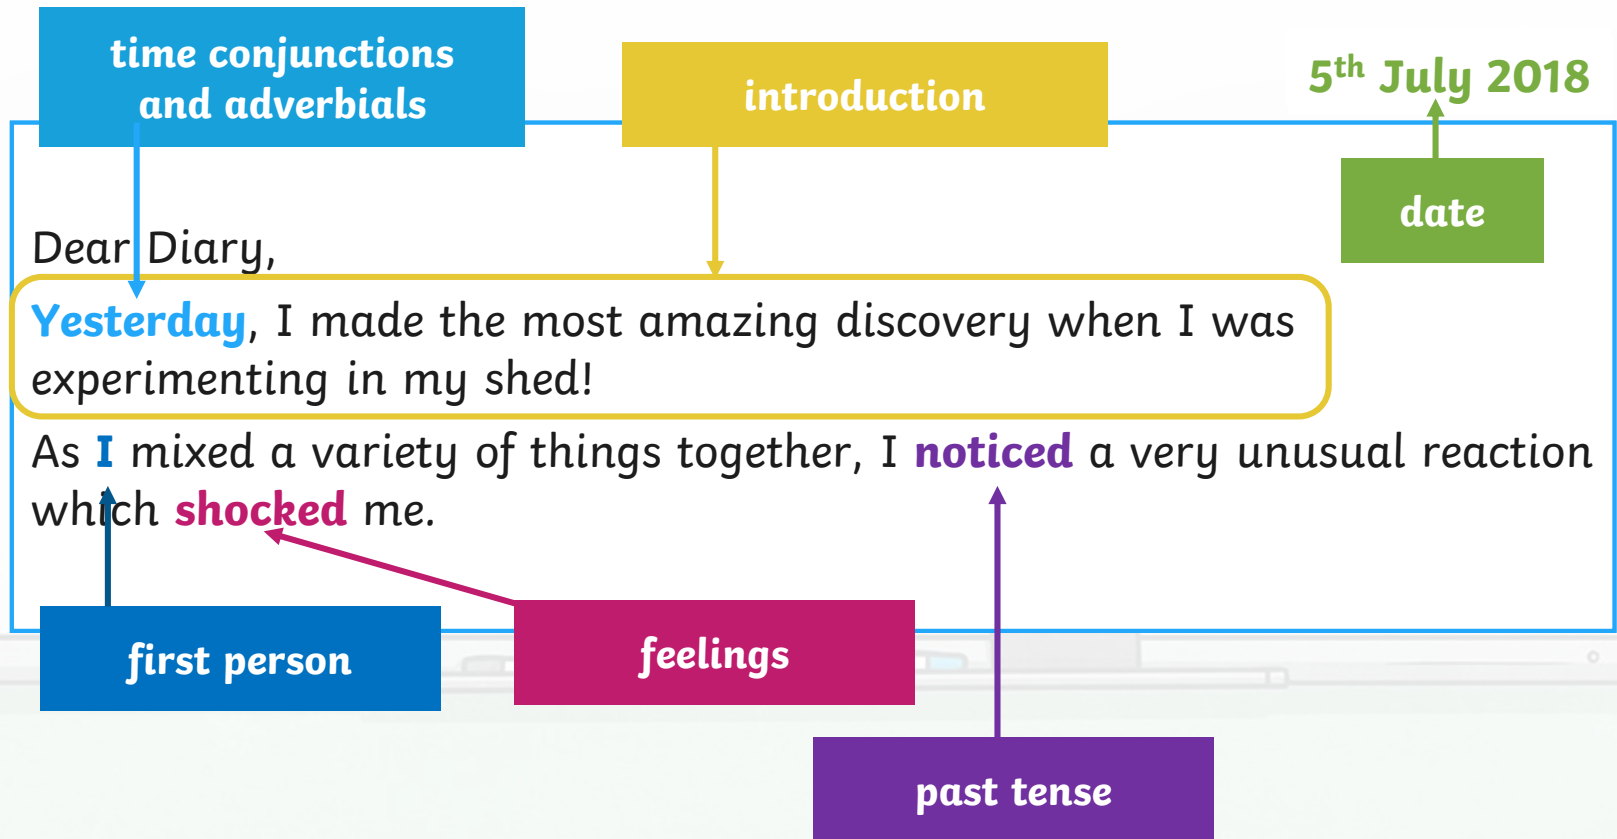 time conjunctions
and adverbials
introduction
5th July 2018
date
Dear Diary,
Yesterday, I made the most amazing discovery when I was
experimenting in my shed!
As I mixed a variety of things together, I noticed a very unusual reaction
which shocked me.
first person
feelings
past tense